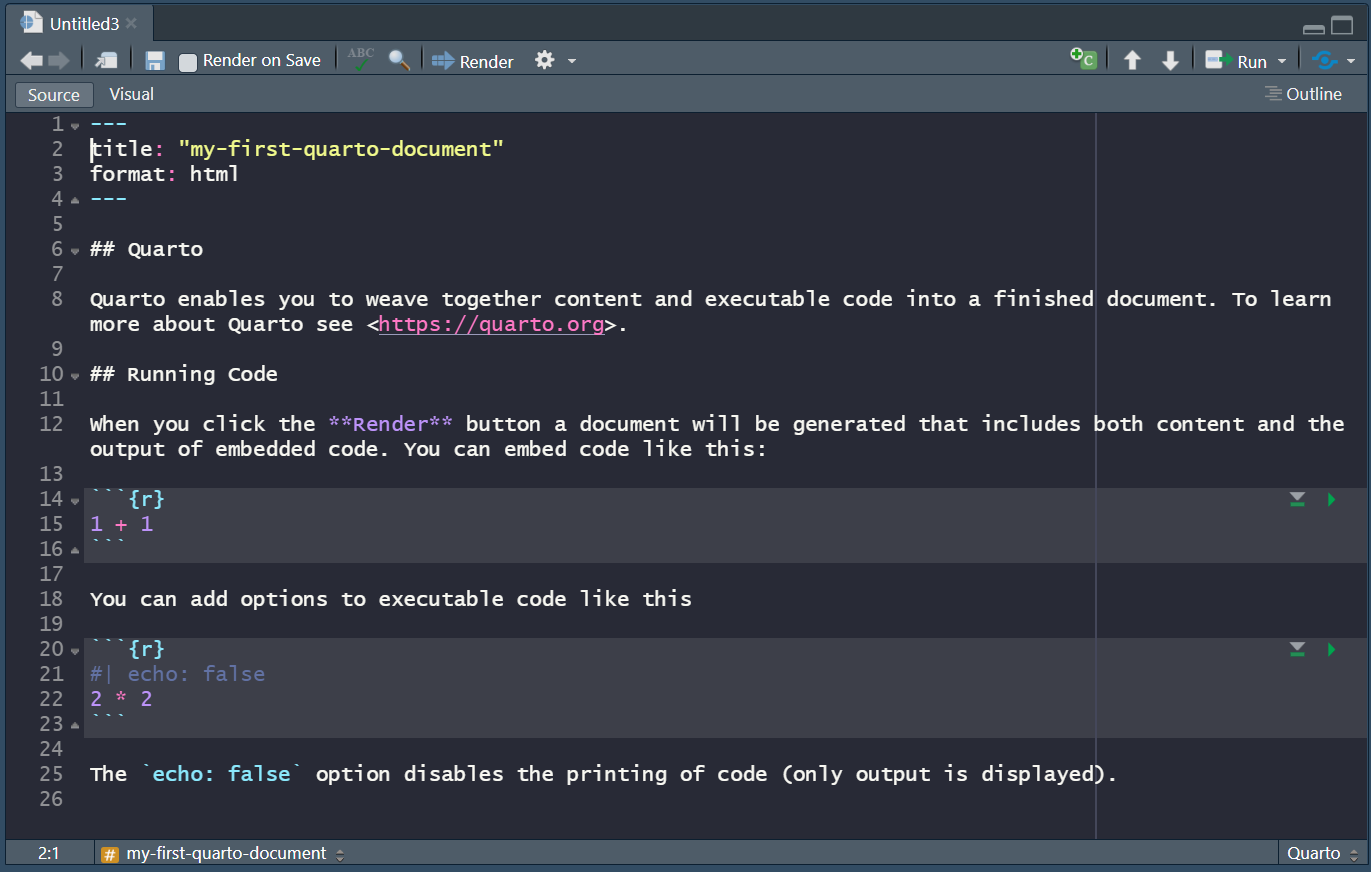 Untitled3
Render on Save ABC Render C Run
Source Visual Outline
1 ---
2 title: "my-first-quarto-document"
3 format: html
4 ---
5
6 ## Quarto
7
8 Quarto enables you to weave together content and executable code into a finished document. To learn
more about Quarto see <https://quarto.org>.
9
10 ## Running Code
11
12 When you click the **Render** button a document will be generated that includes both content and the
output of embedded code. You can embed code like this:
13
14 ```{r}
15 1 + 1
16 ```
17
18 You can add options to executable code like this
19
20 ```{r}
21 #| echo: false
22 2 * 2
23 ```
24
25 The `echo: false` option disables the printing of code (only output is displayed).
26
2:1 # my-first-quarto-document Quarto